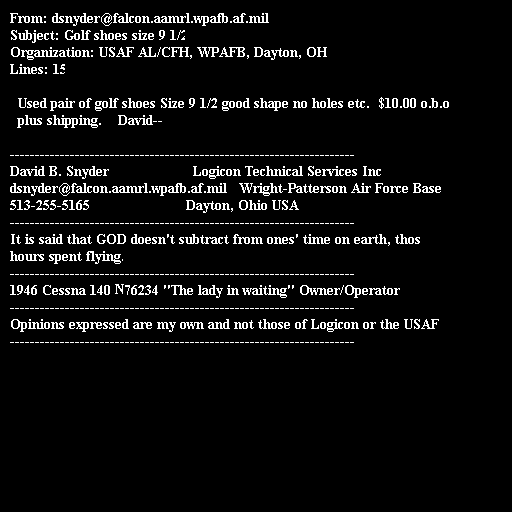 From: dsnyder@falcon.aamrl.wpafb.af.mil
Subject: Golf shoes size 9 1/2
Organization: USAF AL/CFH, WPAFB, Dayton, OH
Lines: 15
Used pair of golf shoes Size 9 1/2 good shape no holes etc. $10.00 o.b.o
plus shipping. David--
---------------------------------------------------------------------
David B. Snyder Logicon Technical Services Inc
dsnyder@falcon.aamrl.wpafb.af.mil Wright-Patterson Air Force Base
513-255-5165 Dayton, Ohio USA
---------------------------------------------------------------------
It is said that GOD doesn't subtract from ones' time on earth, thos
hours spent flying.
---------------------------------------------------------------------
1946 Cessna 140 N76234 "The lady in waiting" Owner/Operator
---------------------------------------------------------------------
Opinions expressed are my own and not those of Logicon or the USAF
---------------------------------------------------------------------